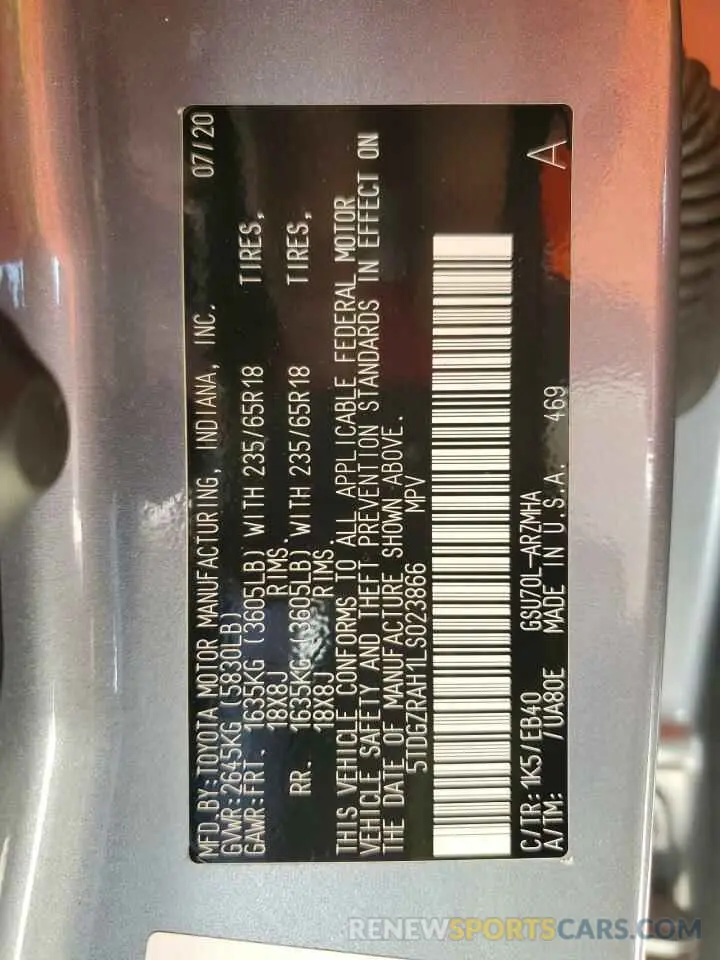 MFD.BY:TOYOTA MOTOR MANUFACTURING, INDIANA, INC. 07/20
GVWR:2645KG (5830LB)
GAWR:FRT. 1635KG (3605LB) WITH 235/65R18 TIRES,
18X8J RIMS.
RR. 1635KG (3605LB) WITH 235/65R18 TIRES,
18X8J RIMS.
THIS VEHICLE CONFORMS TO ALL APPLICABLE FEDERAL MOTOR
VEHICLE SAFETY AND THEFT PREVENTION STANDARDS IN EFFECT ON
THE DATE OF MANUFACTURE SHOWN ABOVE.
5TDGZRAH1LS023866 MPV
C/TR:1K5/EB40 GSU70L-ARZMHA
A/TM: /UA80E MADE IN U.S.A. 469
A
RENEWSPORTSCARS.COM